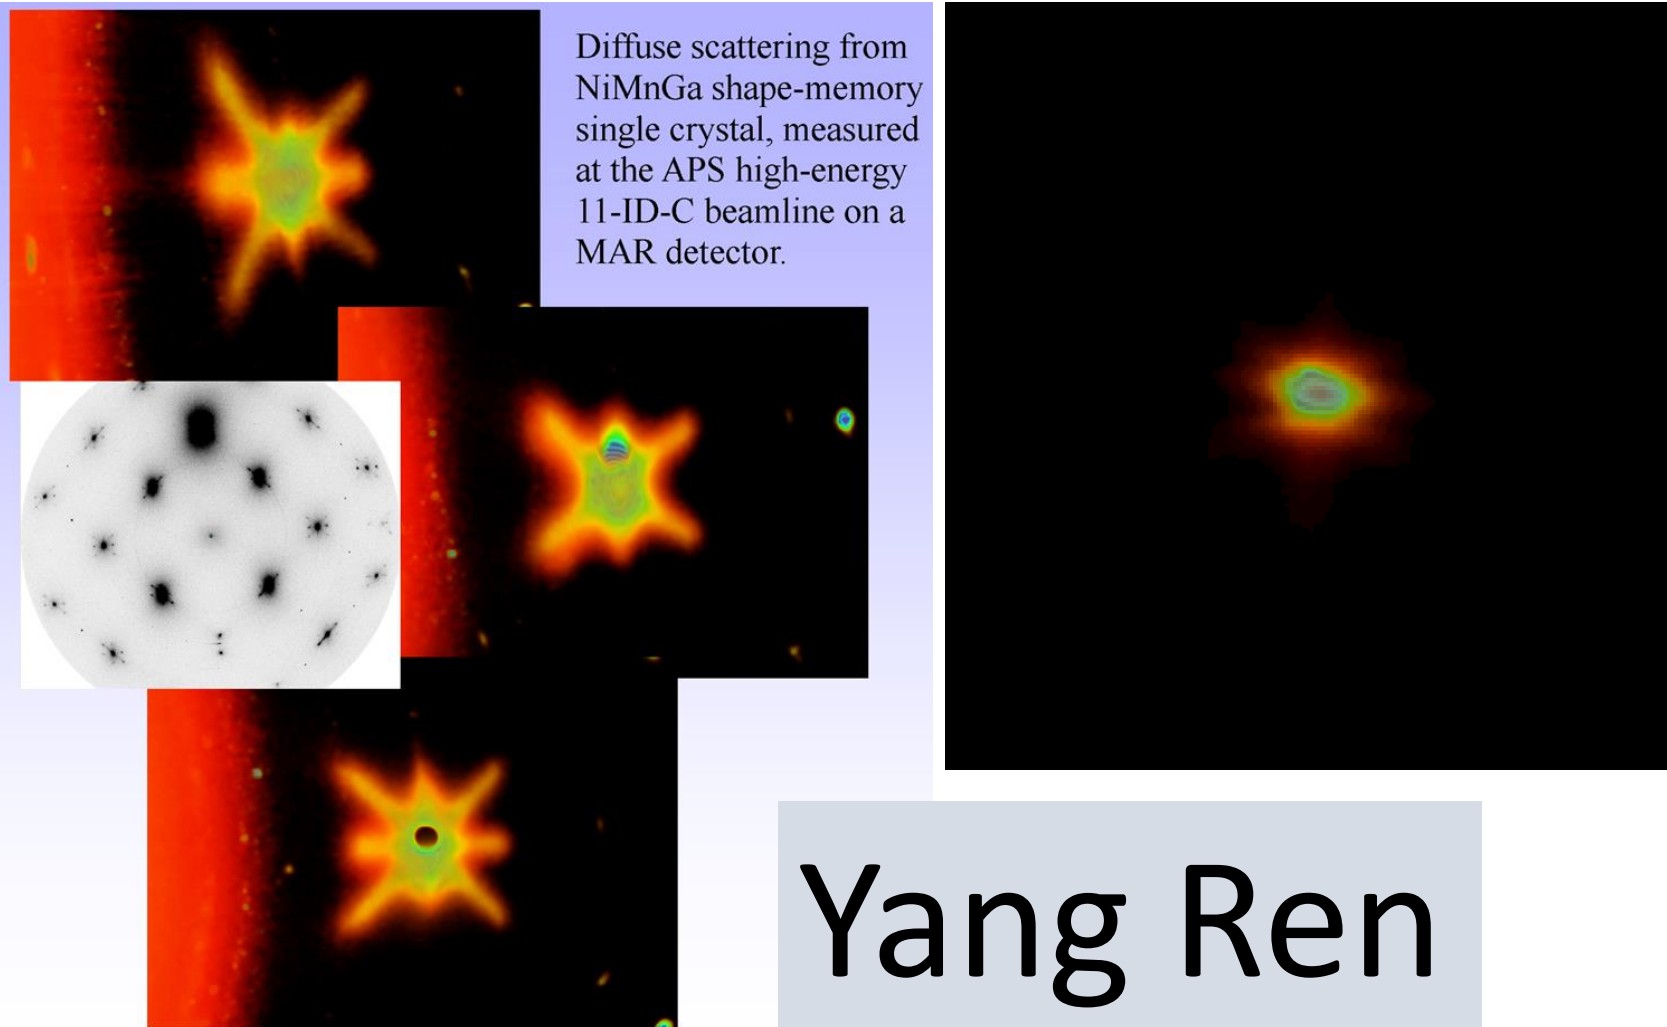 Diffuse scattering from
NiMnGa shape-memory
single crystal, measured
at the APS high-energy
11-ID-C beamline on a
MAR detector.
Yang Ren